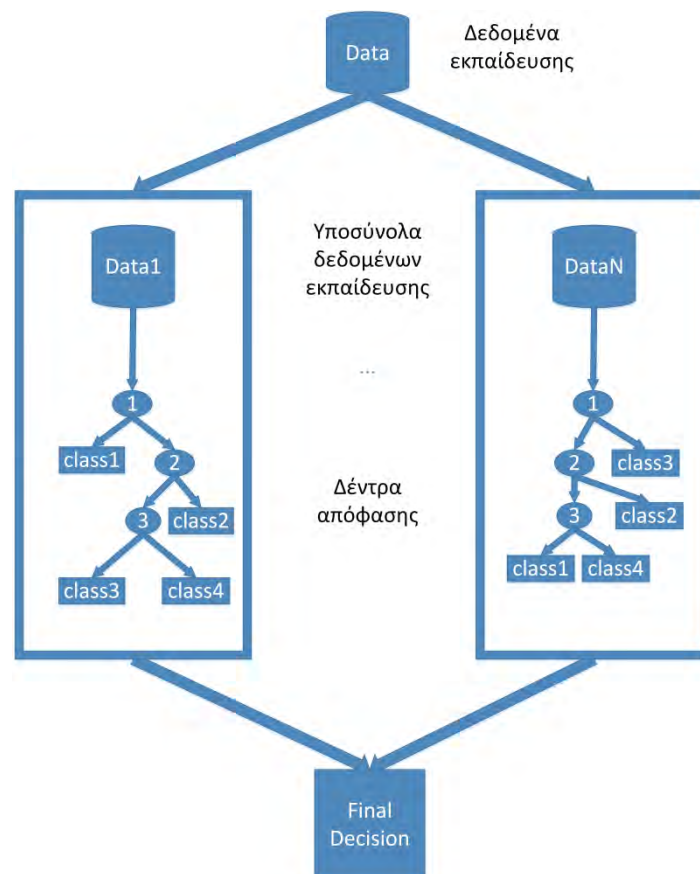 Data
Δεδομένα
εκπαίδευσης
Υποσύνολα
δεδομένων
εκπαίδευσης
Data1
DataN
...
1
class1
2
3
class2
class3
class4
Δέντρα
απόφασης
1
2
class3
3
class2
class1
class4
Final
Decision